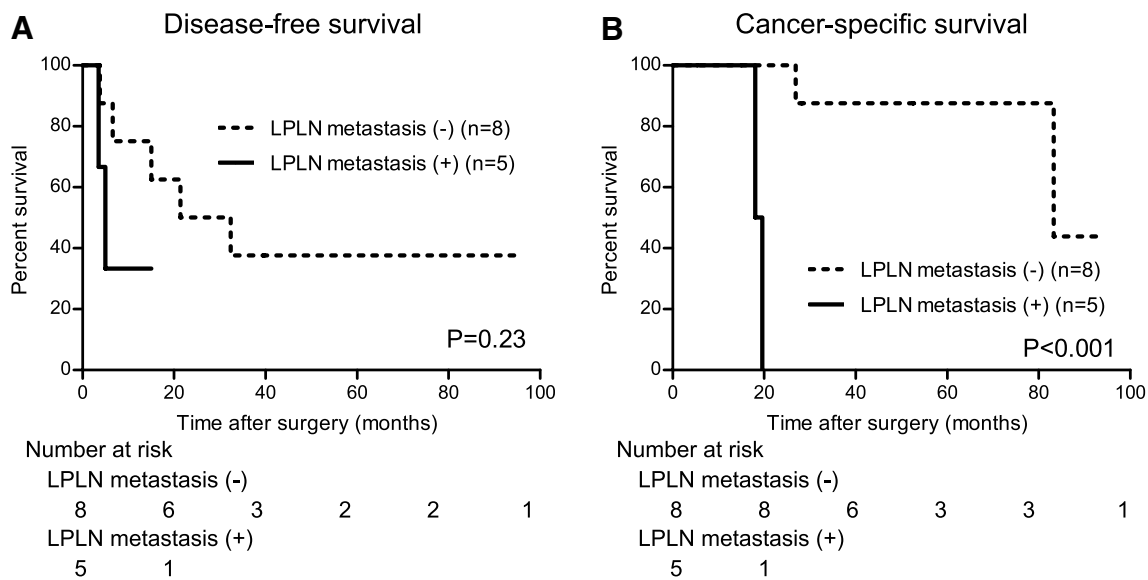 A
Disease-free survival
100
80
60
40
20
0
Percent survival
LPLN metastasis (-) (n=8)
LPLN metastasis (+) (n=5)
P=0.23
0 20 40 60 80 100
Time after surgery (months)
Number at risk
LPLN metastasis (-)
8 6 3 2 2 1
LPLN metastasis (+)
5 1
B
Cancer-specific survival
100
80
60
40
20
0
Percent survival
LPLN metastasis (-) (n=8)
LPLN metastasis (+) (n=5)
P<0.001
0 20 40 60 80 100
Time after surgery (months)
Number at risk
LPLN metastasis (-)
8 8 6 3 3 1
LPLN metastasis (+)
5 1